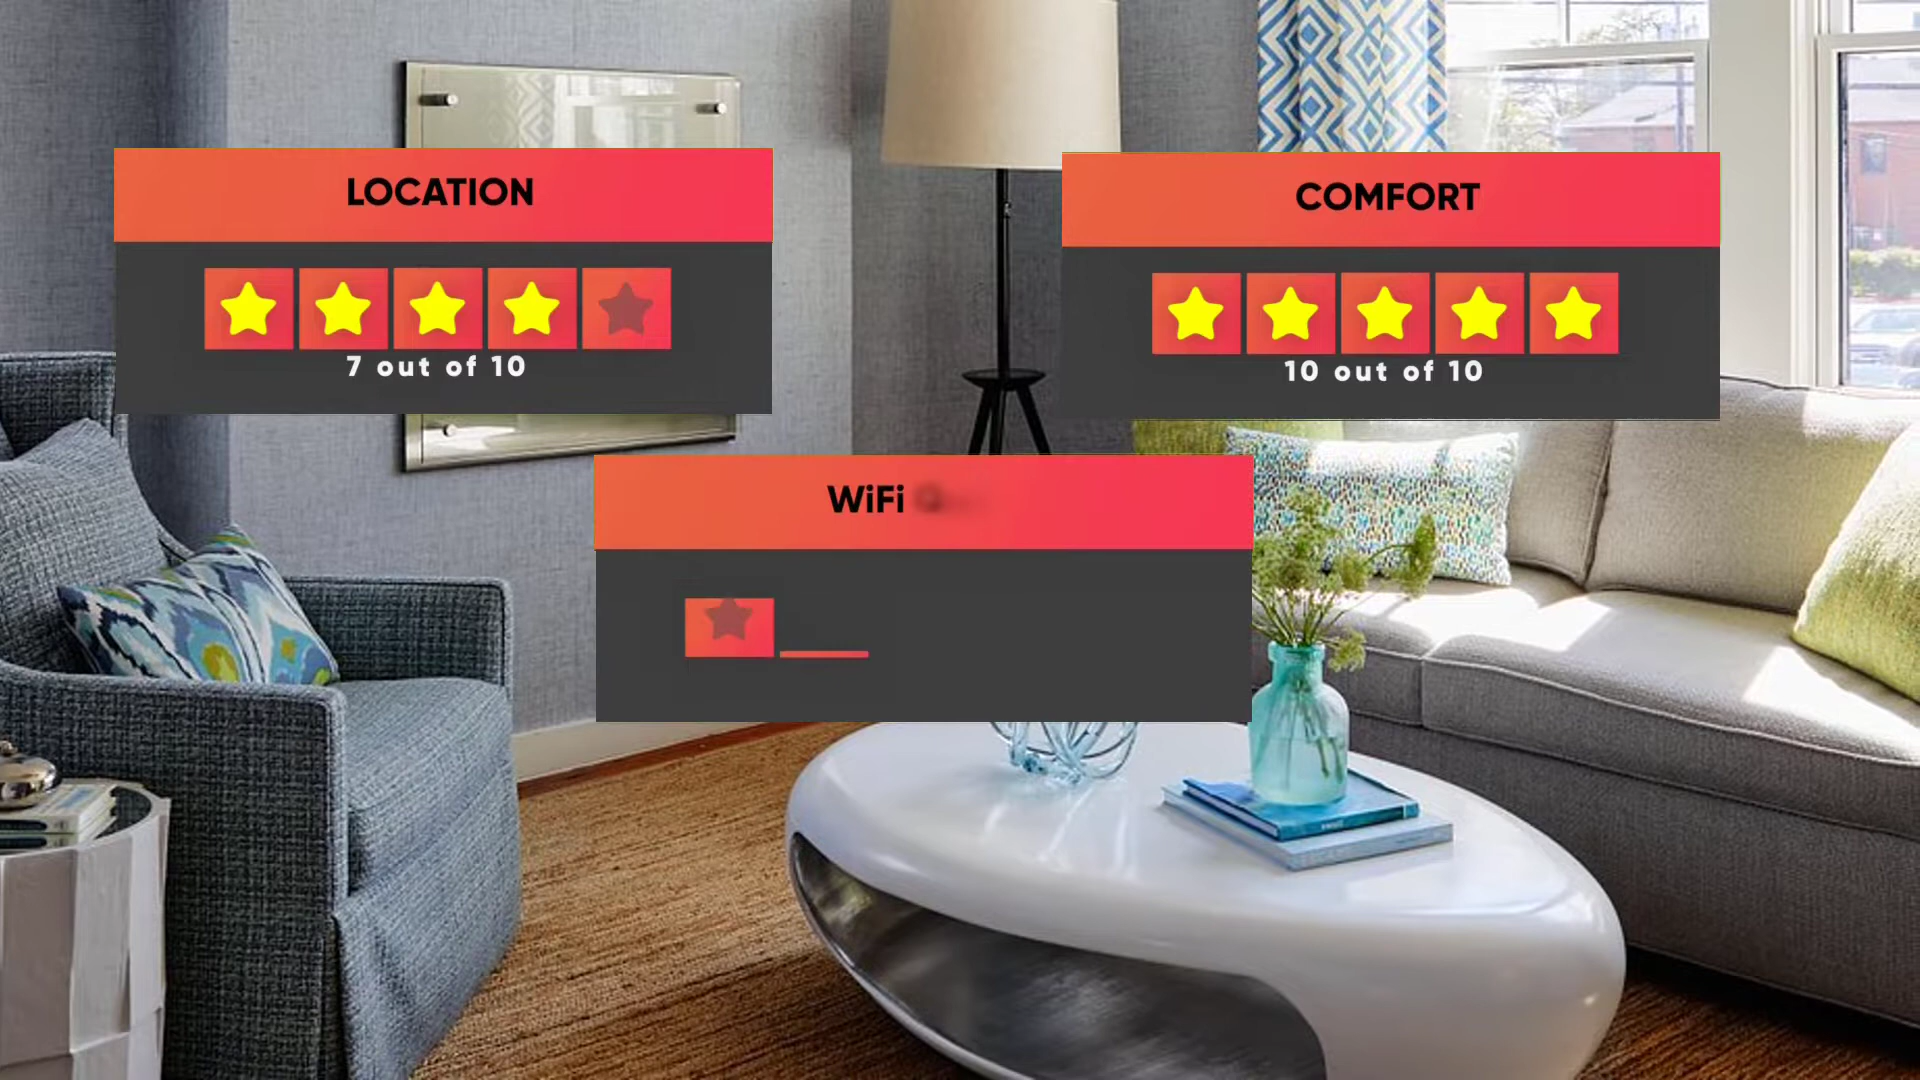 LOCATION
7 out of 10
COMFORT
10 out of 10
WiFi